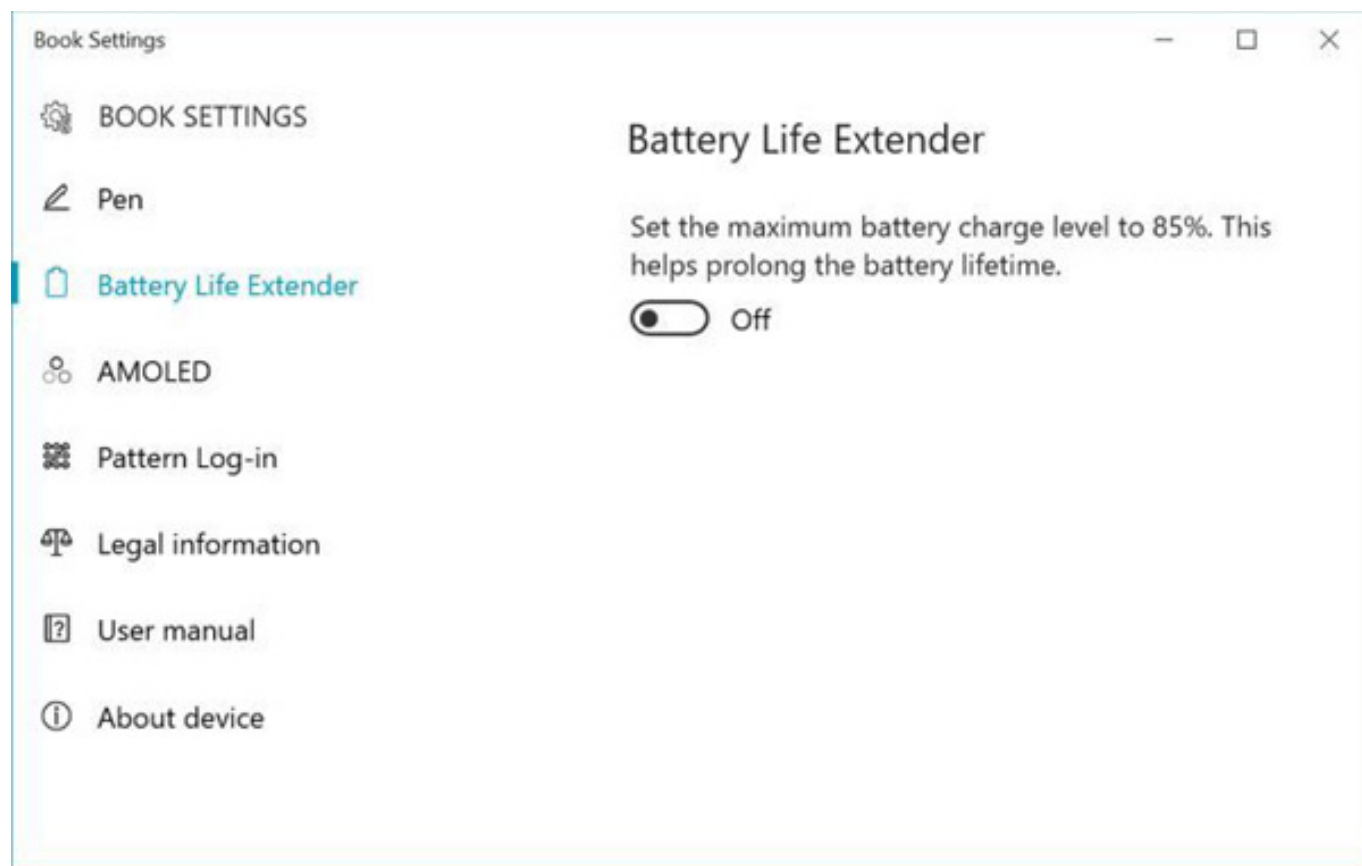 Book Settings
BOOK SETTINGS
Pen
Battery Life Extender
AMOLED
Pattern Log-in
Legal information
User manual
About device
Battery Life Extender
Set the maximum battery charge level to 85%. This
helps prolong the battery lifetime.
Off